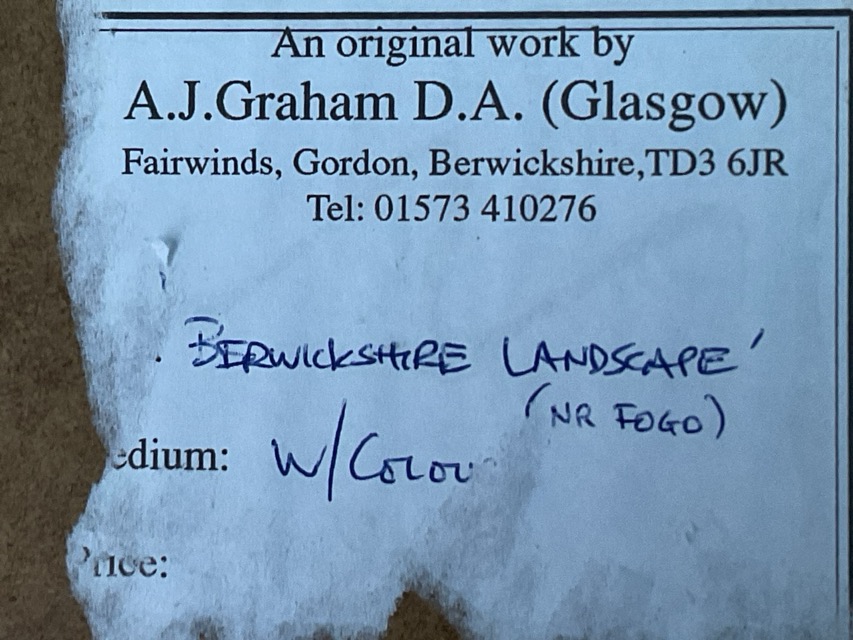 An original work by
A.J.Graham D.A. (Glasgow)
Fairwinds, Gordon, Berwickshire,TD3 6JR
Tel: 01573 410276
'BERWICKSHIRE LANDSCAPE'
(NR FOGO)
edium: W/Colou
rice: